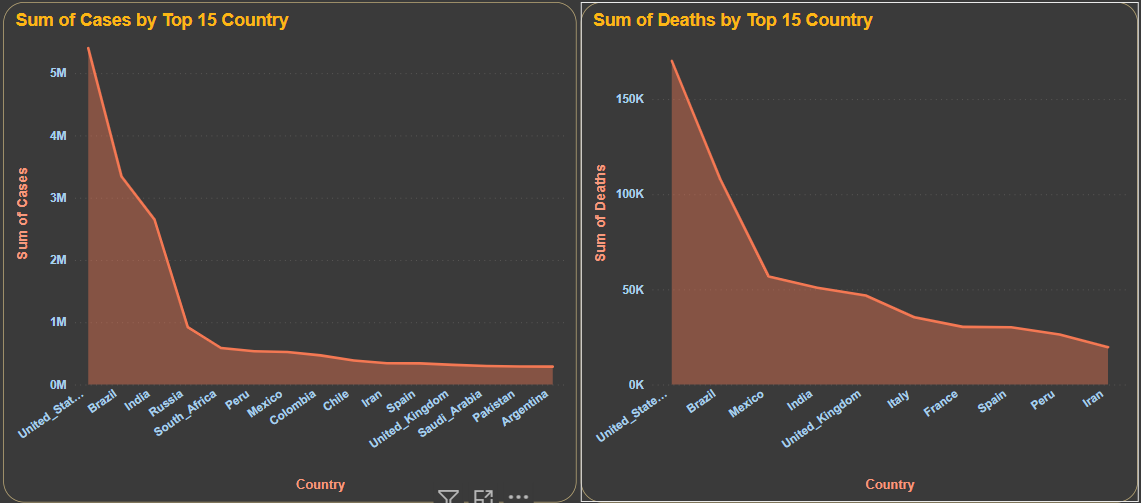 Sum of Cases by Top 15 Country
5M
4M
3M
2M
1M
0M
Sum of Cases
United_Stat...
Brazil
India
Russia
South_Africa
Peru
Mexico
Colombia
Chile
Iran
Spain
United_Kingdom
Saudi_Arabia
Pakistan
Argentina
Country
Sum of Deaths by Top 15 Country
150K
100K
50K
0K
Sum of Deaths
United_State...
Brazil
Mexico
India
United_Kingdom
Italy
France
Spain
Peru
Iran
Country